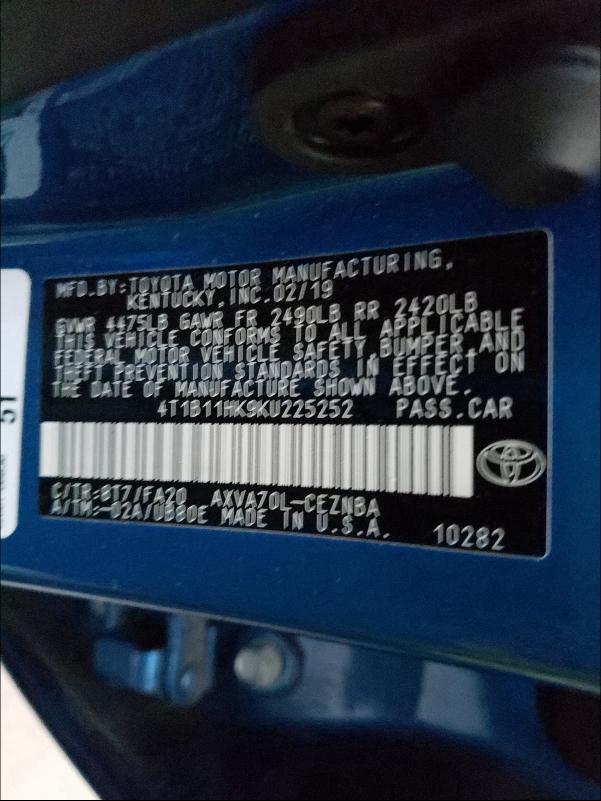 MFD.BY:TOYOTA MOTOR MANUFACTURING,
KENTUCKY,INC.02/19
GVWR 4475LB GAWR FR 2490LB RR 2420LB
THIS VEHICLE CONFORMS TO ALL APPLICABLE
FEDERAL MOTOR VEHICLE SAFETY,BUMPER,AND
THEFT PREVENTION STANDARDS IN EFFECT ON
THE DATE OF MANUFACTURE SHOWN ABOVE.
4T1B11HK9KU225252 PASS.CAR
C/TR:8T7/FA20 AXVA70L-CEZNBA
A/TM:-02A/UB80E MADE IN U.S.A. 10282
51